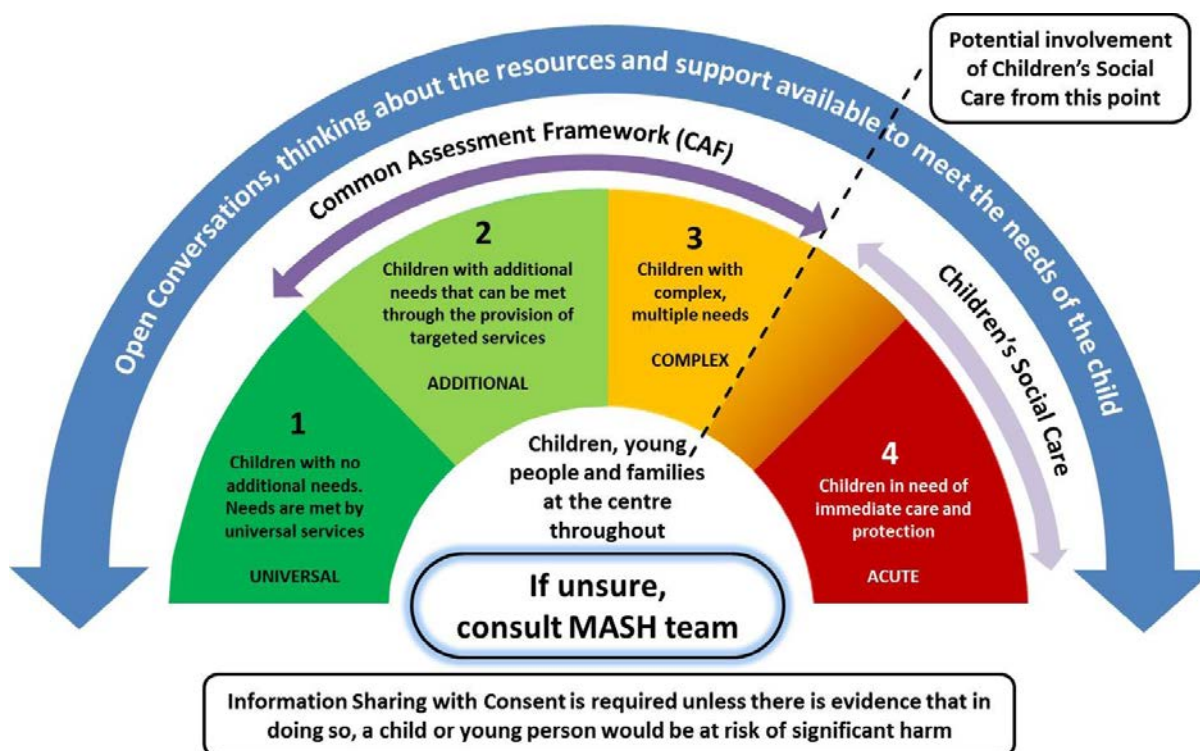 Potential involvement
of Children's Social
Care from this point
Open Conversations, thinking about the resources and support available to meet the needs of the child
Common Assessment Framework (CAF)
Children's Social Care
1
Children with no
additional needs.
Needs are met by
universal services
UNIVERSAL
2
Children with additional
needs that can be met
through the provision of
targeted services
ADDITIONAL
3
Children with
complex,
multiple needs
COMPLEX
4
Children in need of
immediate care and
protection
ACUTE
Children, young
people and families
at the centre
throughout
If unsure,
consult MASH team
Information Sharing with Consent is required unless there is evidence that in
doing so, a child or young person would be at risk of significant harm